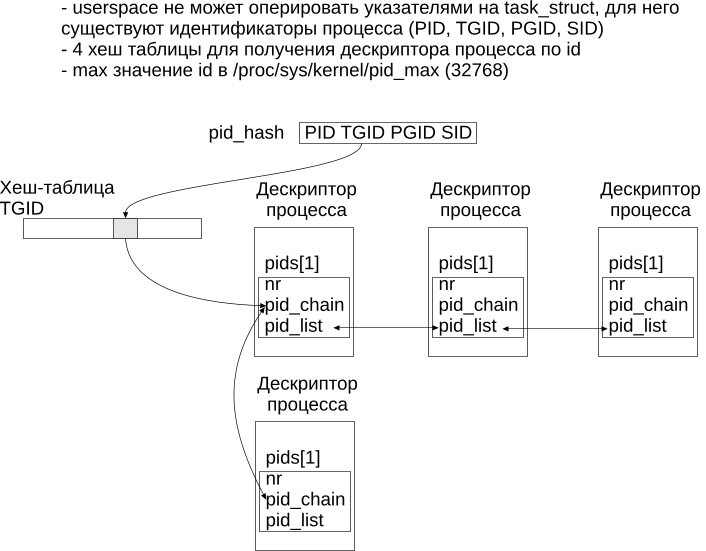 - userspace не может оперировать указателями на task_struct, для него
существуют идентификаторы процесса (PID, TGID, PGID, SID)
- 4 хеш таблицы для получения дескриптора процесса по id
- max значение id в /proc/sys/kernel/pid_max (32768)
pid_hash PID TGID PGID SID
Хеш-таблица
TGID
Дескриптор
процесса
pids[1]
nr
pid_chain
pid_list
Дескриптор
процесса
pids[1]
nr
pid_chain
pid_list
Дескриптор
процесса
pids[1]
nr
pid_chain
pid_list
Дескриптор
процесса
pids[1]
nr
pid_chain
pid_list